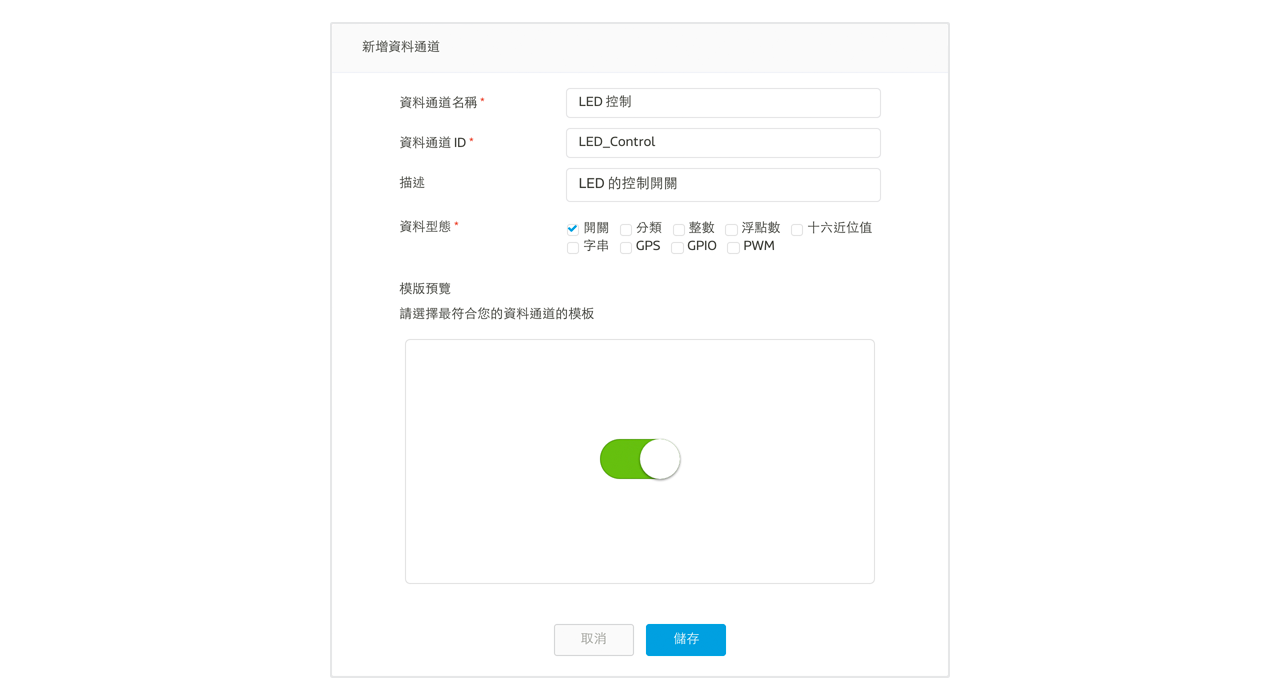 新增資料通道
資料通道名稱* LED 控制
資料通道 ID* LED_Control
描述 LED 的控制開關
資料型態* 開關 分類 整數 浮點數 十六近位值
字串 GPS GPIO PWM
模版預覽
請選擇最符合您的資料通道的模板
取消 儲存